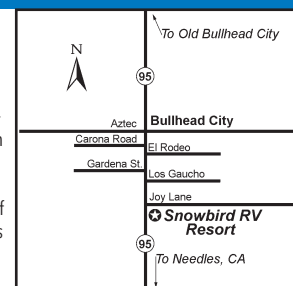 To Old Bullhead City
N
95
Aztec
Bullhead City
Carona Road
El Rodeo
Gardena St.
Los Gaucho
Joy Lane
Snowbird RV
Resort
95
To Needles, CA